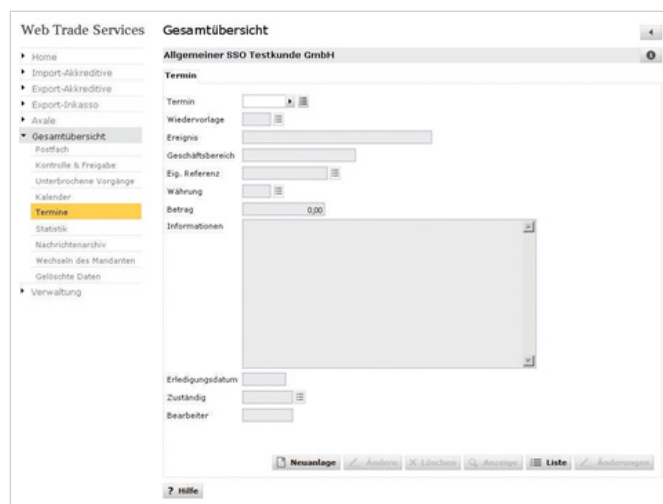 Web Trade Services
Home
Import-Akkreditive
Export-Akkreditive
Export-Inkasso
Avale
Gesamtübersicht
Postfach
Kontrolle & Freigabe
Unterbrochene Vorgänge
Kalender
Termine
Statistik
Nachrichtenarchiv
Wechseln des Mandanten
Gelöschte Daten
Verwaltung
Gesamtübersicht
Allgemeiner SSO Testkunde GmbH
Termin
Termin
Wiedervorlage
Ereignis
Geschäftsbereich
Eig. Referenz
Währung
Betrag 0,00
Informationen
Erledigungsdatum
Zuständig
Bearbeiter
Neuanlage Ändern Löschen Anzeige Liste Änderungen
? Hilfe